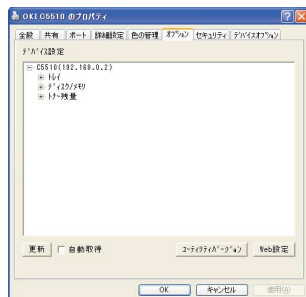 OKI C5510 のプロパティ
全般 共有 ポート 詳細設定 色の管理 オプション セキュリティ デバイスオプション
デバイス設定
C5510(192.168.0.2)
トレイ
ディスク/メモリ
トナー残量
更新 自動取得 ユーティリティバージョン Web設定
OK キャンセル 適用(A)